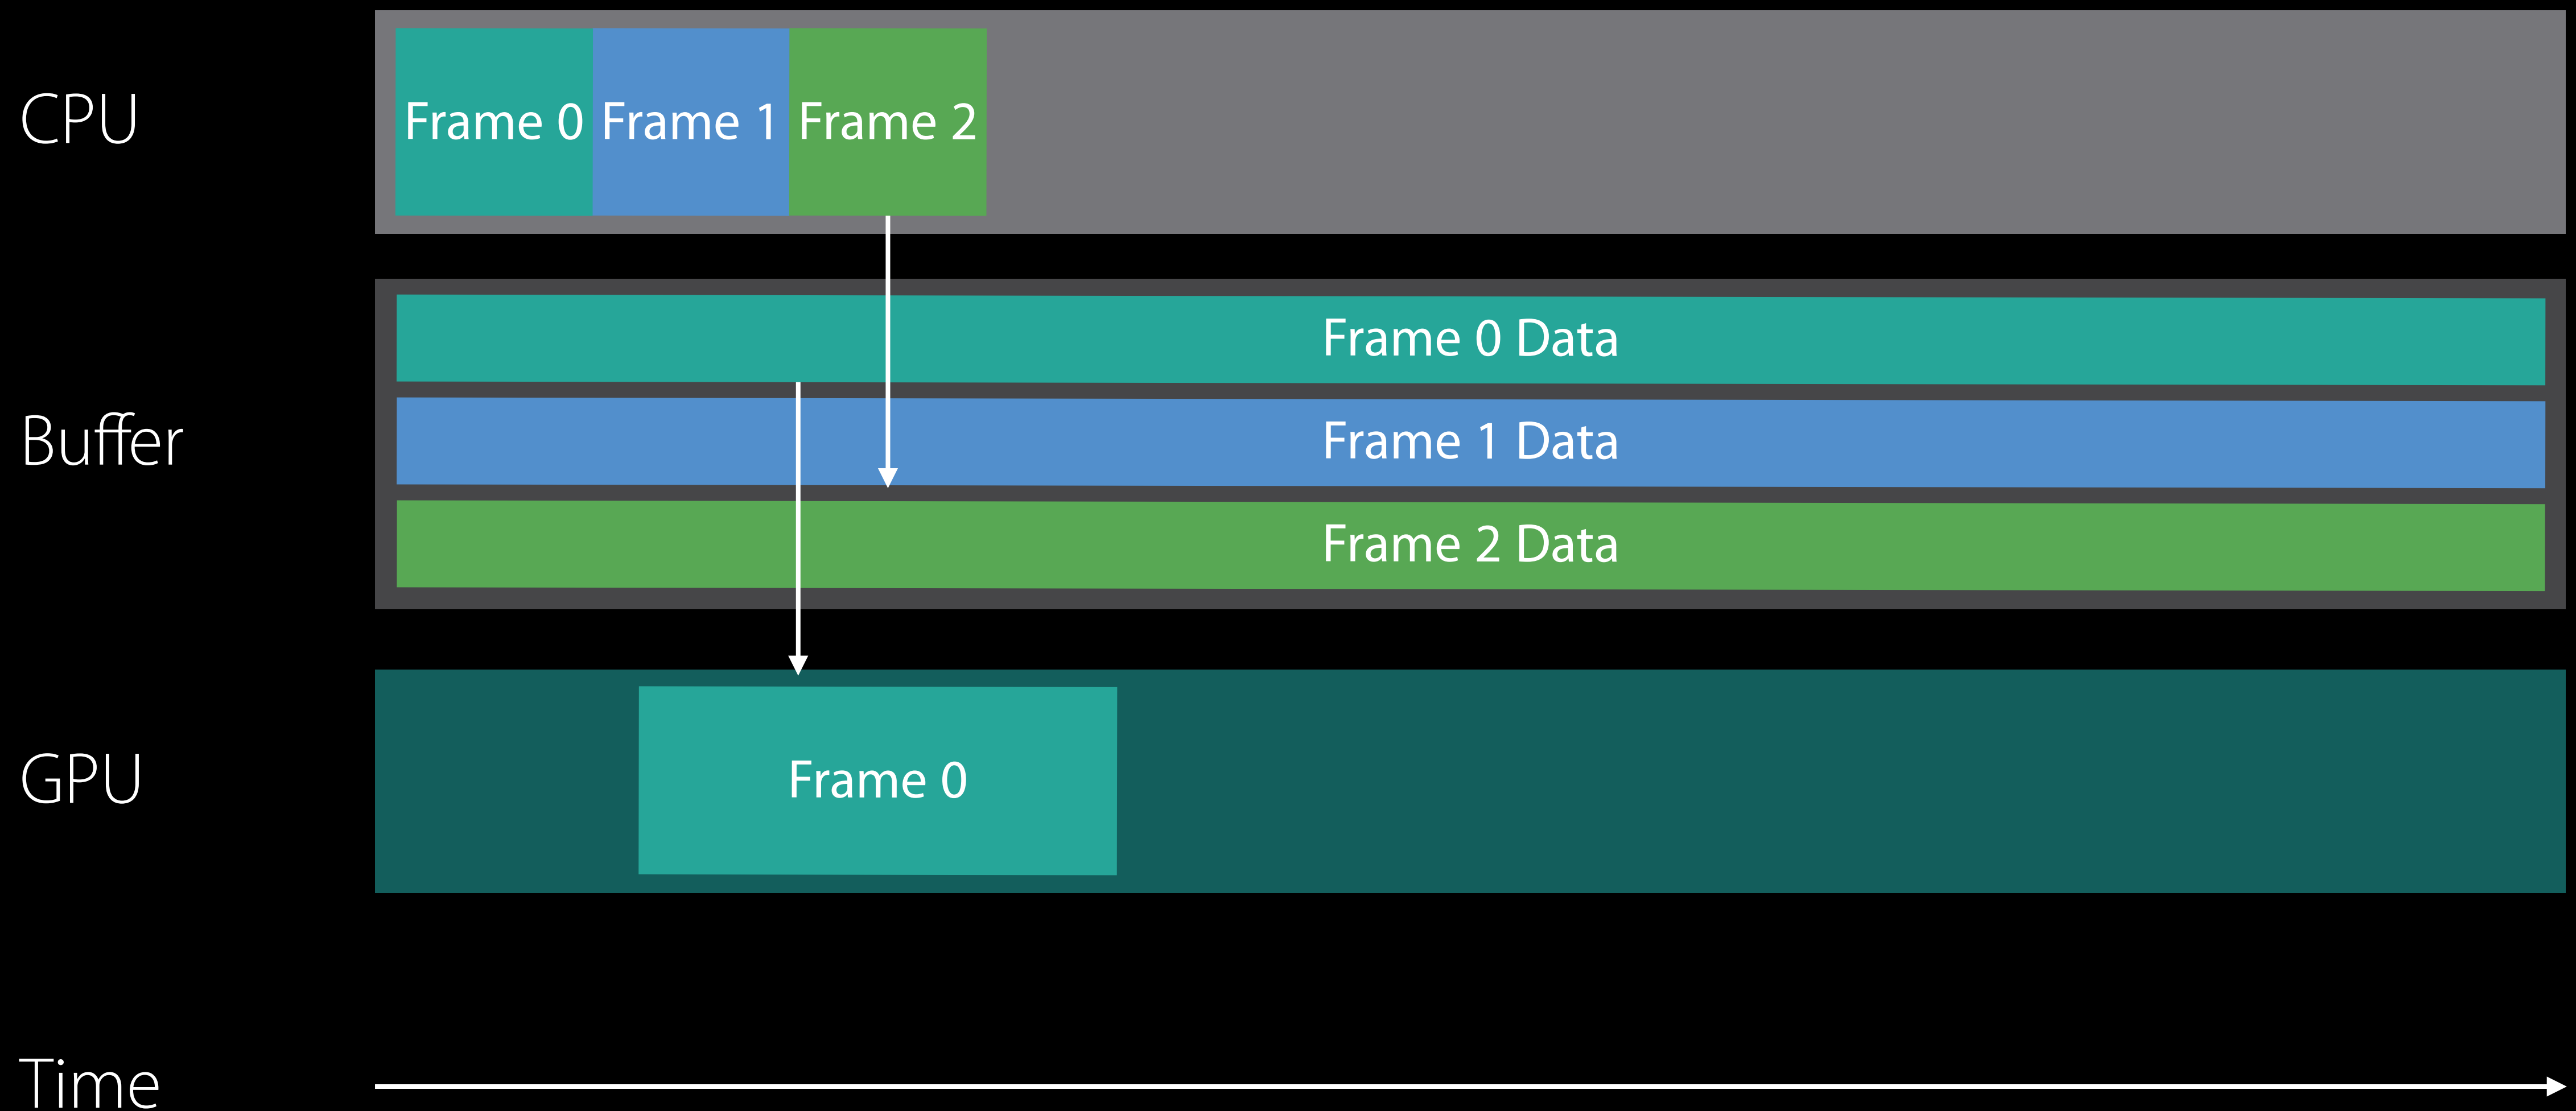 CPU
Frame 0
Frame 1
Frame 2
Buffer
Frame 0 Data
Frame 1 Data
Frame 2 Data
GPU
Frame 0
Time